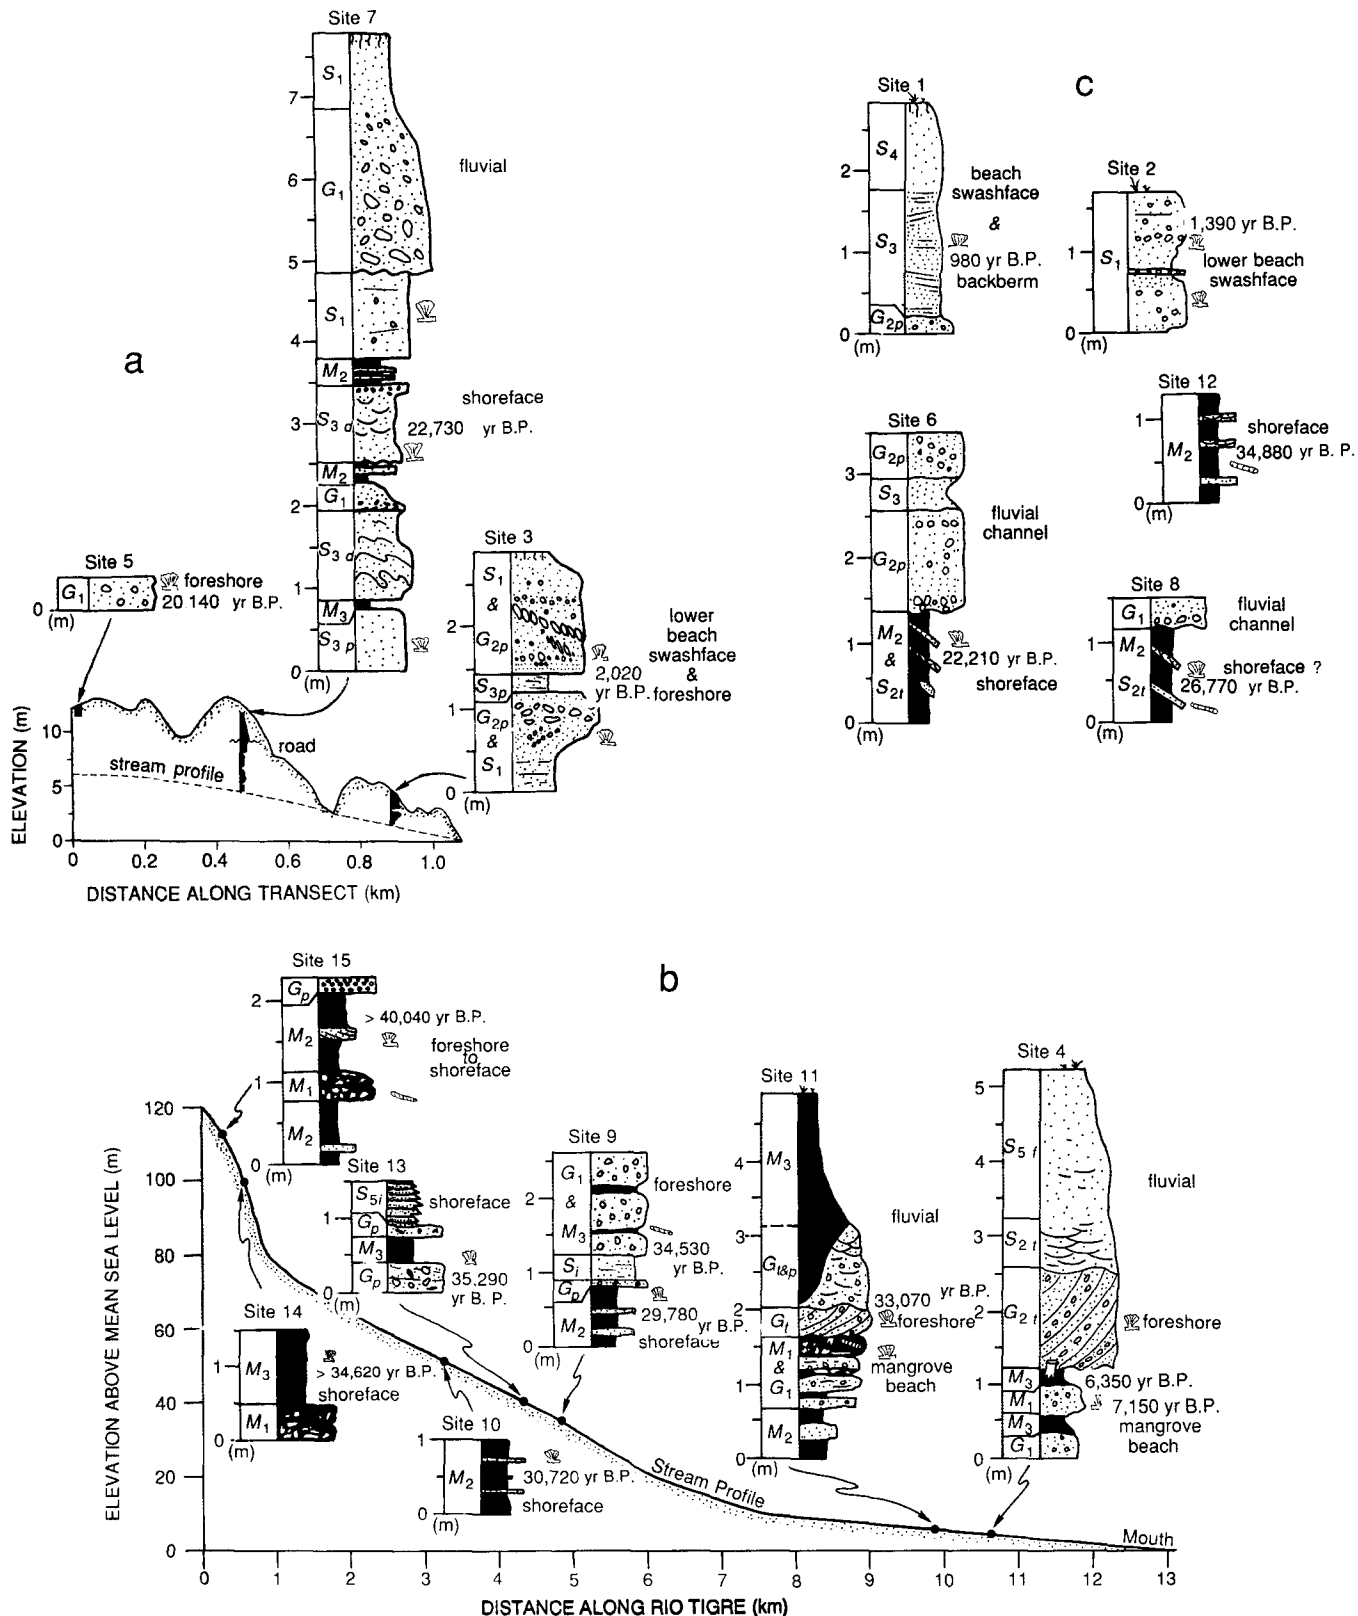 a
Site 7
S1
7
G1
6
fluvial
5
S1
4
M2
S3 d
3
shoreface
22,730 yr B.P.
M2
G1
2
S3 d
1
M3
S3 p
0
(m)
Site 5
G1
0
(m)
foreshore
20 140 yr B.P.
Site 3
S1
&
G2p
2
S3p
1
G2p
&
S1
0
(m)
2,020
yr B.P.
lower
beach
swashface
&
foreshore
ELEVATION (m)
10
5
0
road
stream profile
0 0.2 0.4 0.6 0.8 1.0
DISTANCE ALONG TRANSECT (km)
c
Site 1
S4
2
S3
1
G2p
0
(m)
beach
swashface
&
980 yr B.P.
backberm
Site 2
S1
1
0
(m)
1,390 yr B.P.
lower beach
swashface
Site 12
1
M2
0
(m)
shoreface
34,880 yr B. P.
Site 6
G2p
3
S3
G2p
2
M2
&
S2t
1
0
(m)
fluvial
channel
22,210 yr B.P.
shoreface
Site 8
G1
1
M2
S2t
0
(m)
fluvial
channel
shoreface ?
26,770 yr B.P.
b
Site 15
Gp
2
M2
1
M1
M2
0
(m)
> 40,040 yr B.P.
foreshore
to
shoreface
Site 13
S5i
1
Gp
M3
Gp
0
(m)
shoreface
35.290
yr B. P.
Site 14
M3
1
M1
0
(m)
> 34,620 yr B.P.
shoreface
Site 10
1
M2
0
(m)
30,720 yr B.P.
shoreface
Site 9
G1
&
M3
2
Si
1
Gp
M2
0
(m)
foreshore
34,530
yr B.P.
29,780 yr B.P.
shoreface
Site 11
M3
4
3
Gt&p
2
Gt
M1
&
G1
1
M2
0
(m)
fluvial
33,070 yr B.P.
foreshore
mangrove
beach
Site 4
5
S5 f
4
3
S2 t
2
G2 t
M3
1
M1
M3
G1
0
(m)
fluvial
foreshore
6,350 yr B.P.
7,150 yr B.P.
mangrove
beach
ELEVATION ABOVE MEAN SEA LEVEL (m)
120
100
80
60
40
20
0
Stream Profile
Mouth
0 1 2 3 4 5 6 7 8 9 10 11 12 13
DISTANCE ALONG RIO TIGRE (km)